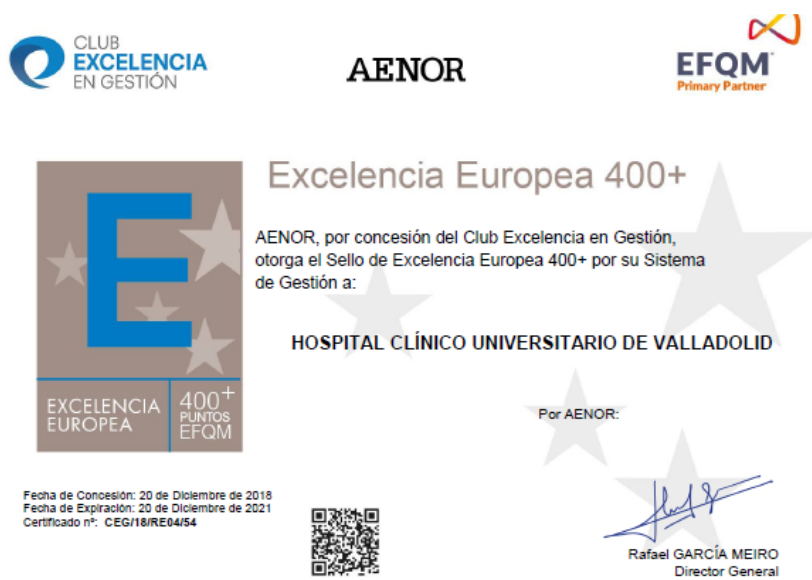 CLUB
EXCELENCIA
EN GESTIÓN
AENOR
EFQM
Primary Partner
Excelencia Europea 400+
AENOR, por concesión del Club Excelencia en Gestión,
otorga el Sello de Excelencia Europea 400+ por su Sistema
de Gestión a:
HOSPITAL CLÍNICO UNIVERSITARIO DE VALLADOLID
E
EXCELENCIA
EUROPEA
400+
PUNTOS
EFQM
Por AENOR:
Fecha de Concesión: 20 de Diciembre de 2018
Fecha de Expiración: 20 de Diciembre de 2021
Certificado nº: CEG/18/RE04/54
Rafael GARCÍA MEIRO
Director General